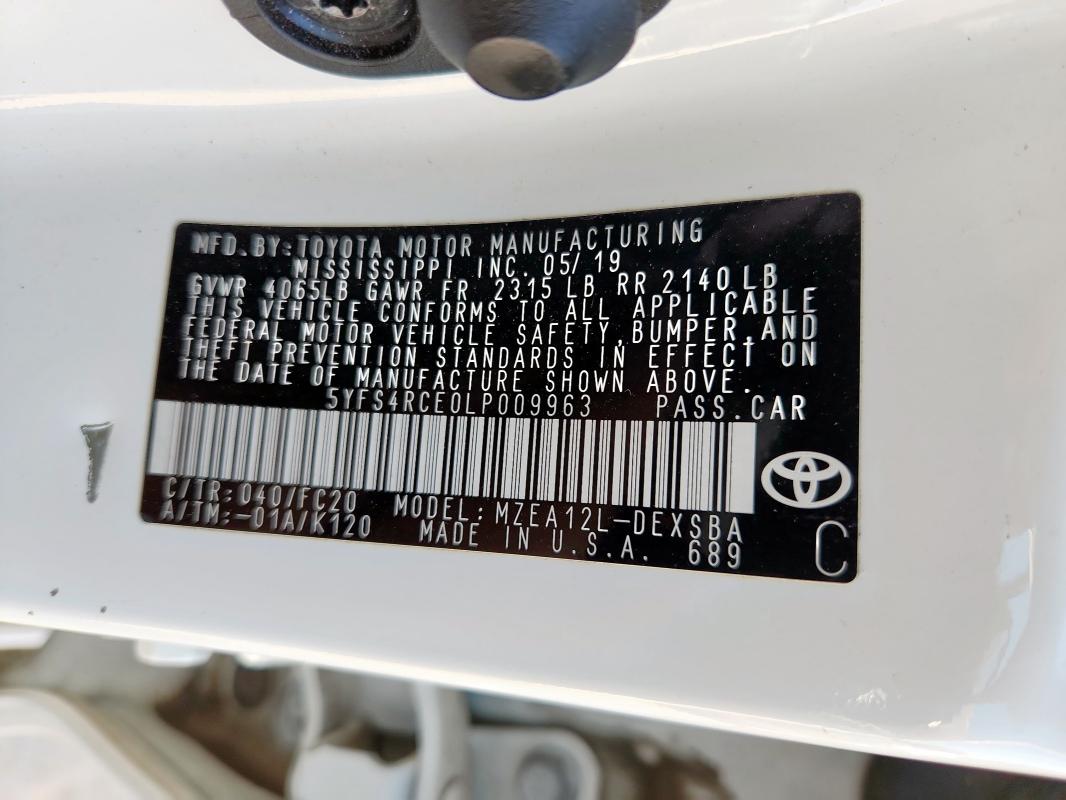 MFD.BY:TOYOTA MOTOR MANUFACTURING
MISSISSIPPI INC. 05/19
GVWR 4065LB GAWR FR 2315 LB RR 2140 LB
THIS VEHICLE CONFORMS TO ALL APPLICABLE
FEDERAL MOTOR VEHICLE SAFETY, BUMPER, AND
THEFT PREVENTION STANDARDS IN EFFECT ON
THE DATE OF MANUFACTURE SHOWN ABOVE.
5YFS4RCE0LP009963 PASS.CAR
C/TR:040/FC20 MODEL:MZEA12L-DEXSBA
A/TM:-01A/K120 MADE IN U.S.A. 689 C